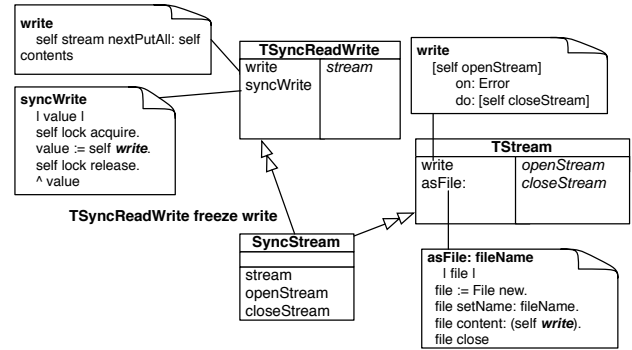 write
self stream nextPutAll: self
contents
syncWrite
| value |
self lock acquire.
value := self write.
self lock release.
^ value
TSyncReadWrite
write stream
syncWrite
write
[self openStream]
on: Error
do: [self closeStream]
TStream
write openStream
asFile: closeStream
TSyncReadWrite freeze write
SyncStream
stream
openStream
closeStream
asFile: fileName
| file |
file := File new.
file setName: fileName.
file content: (self write).
file close